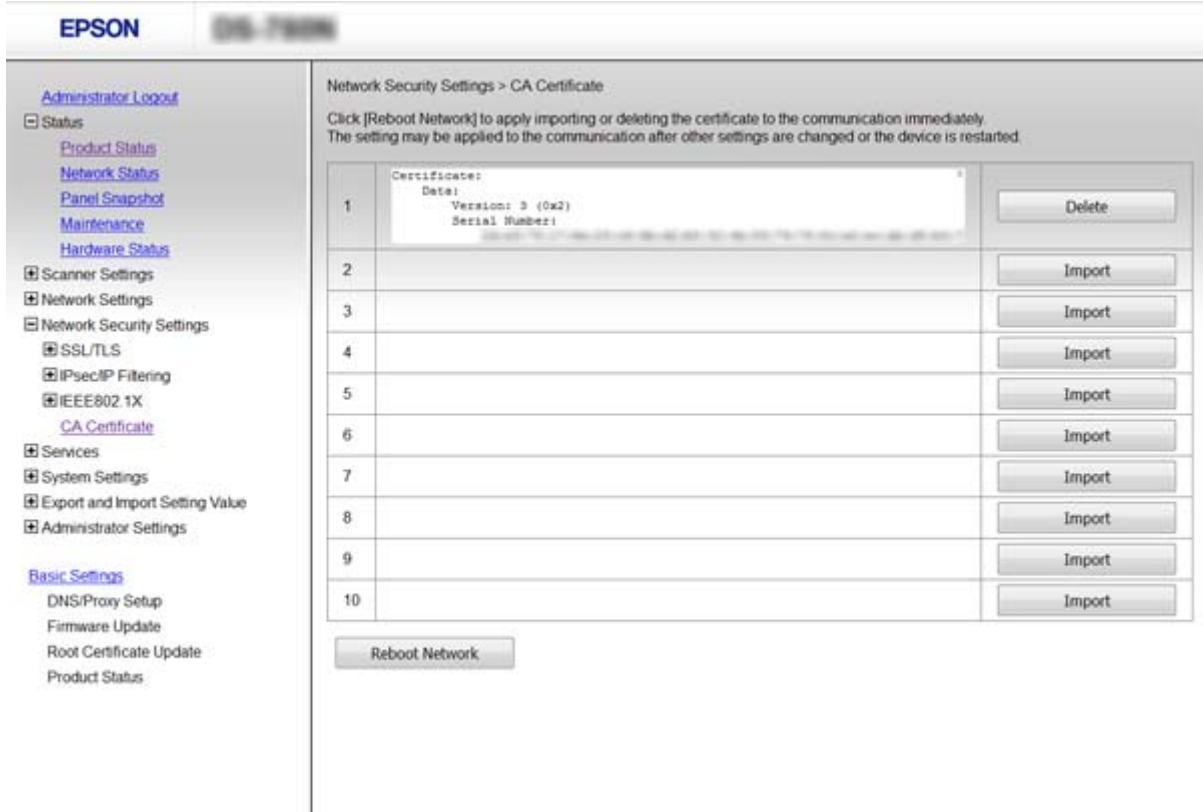 EPSON
Administrator Logout
Status
Product Status
Network Status
Panel Snapshot
Maintenance
Hardware Status
Scanner Settings
Network Settings
Network Security Settings
SSL/TLS
IPsec/IP Filtering
IEEE802.1X
CA Certificate
Services
System Settings
Export and Import Setting Value
Administrator Settings
Basic Settings
DNS/Proxy Setup
Firmware Update
Root Certificate Update
Product Status
Network Security Settings > CA Certificate
Click [Reboot Network] to apply importing or deleting the certificate to the communication immediately.
The setting may be applied to the communication after other settings are changed or the device is restarted.
Certificate:
Data:
Version: 3 (0x2)
Serial Number:
1 Delete
2 Import
3 Import
4 Import
5 Import
6 Import
7 Import
8 Import
9 Import
10 Import
Reboot Network